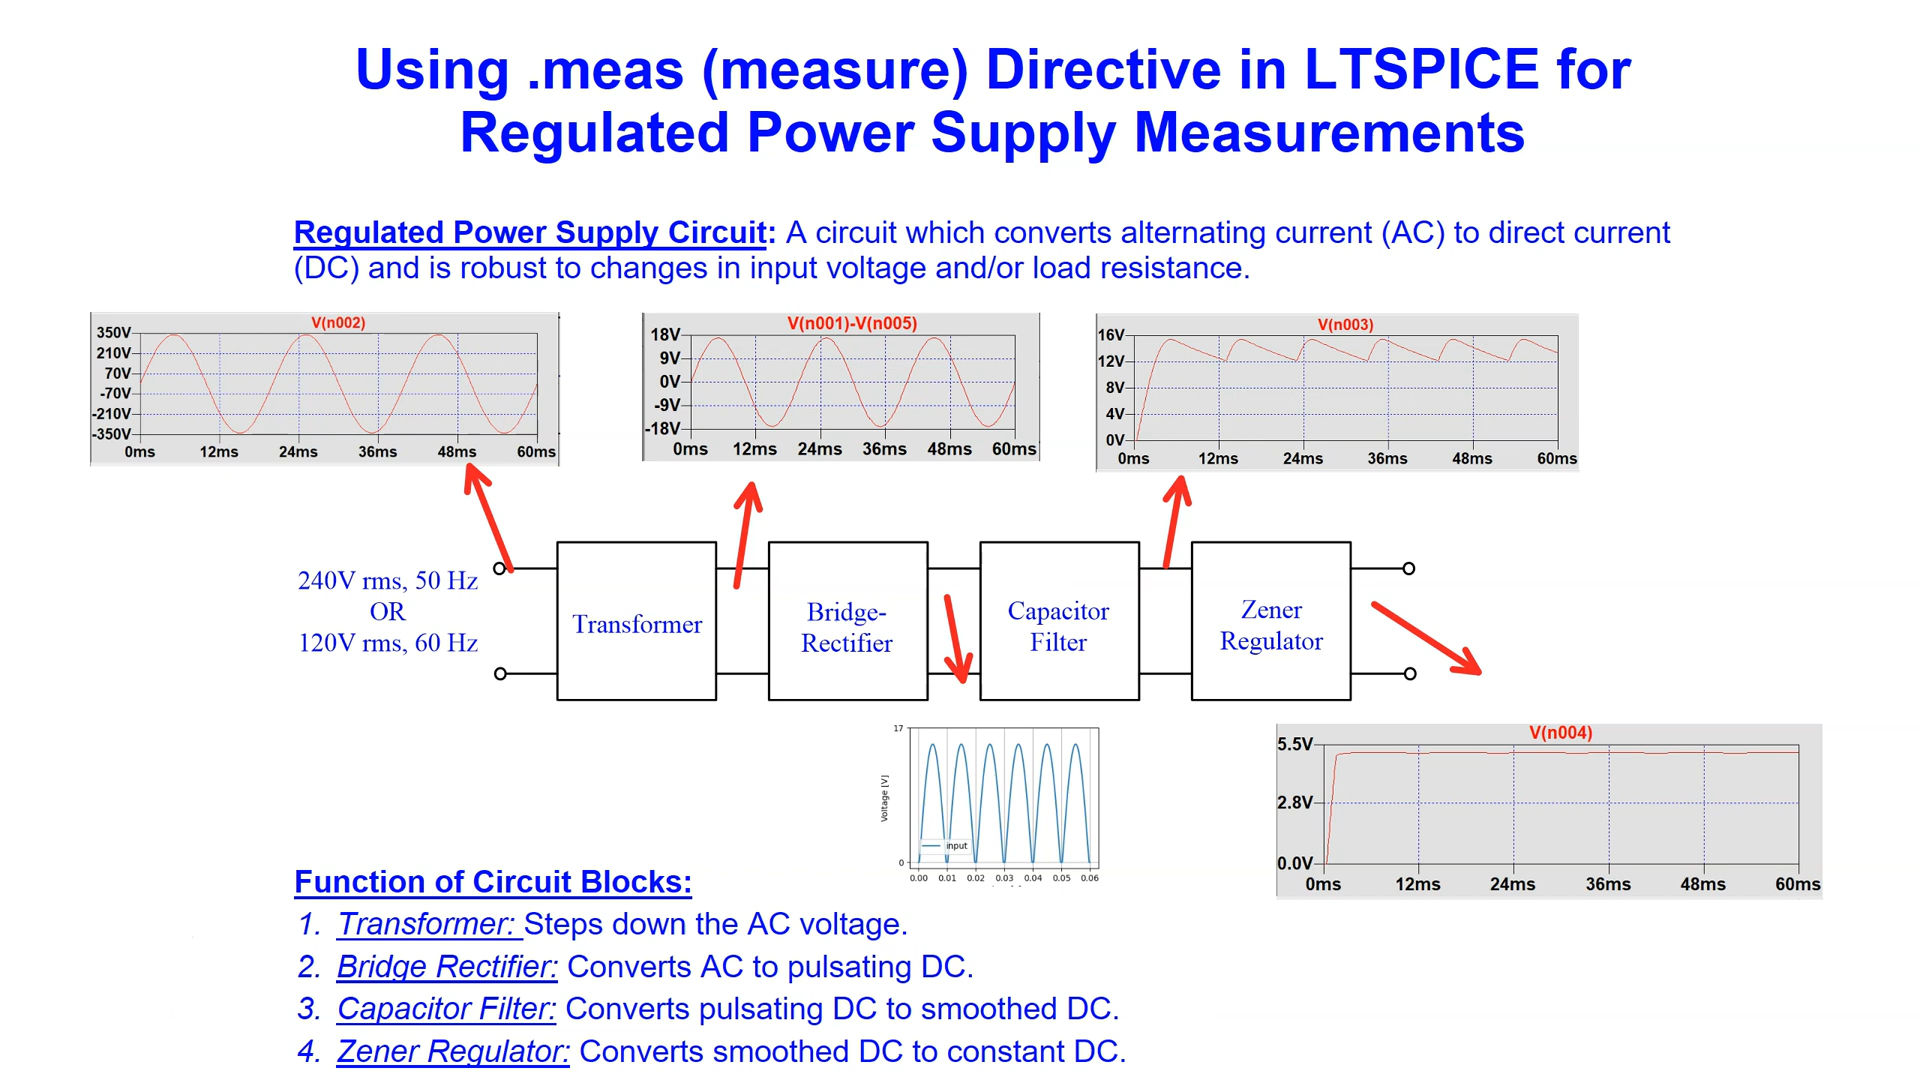 Using .meas (measure) Directive in LTSPICE for
Regulated Power Supply Measurements
Regulated Power Supply Circuit: A circuit which converts alternating current (AC) to direct current
(DC) and is robust to changes in input voltage and/or load resistance.
V(n002)
350V
210V
70V
-70V
-210V
-350V
0ms 12ms 24ms 36ms 48ms 60ms
V(n001)-V(n005)
18V
9V
0V
-9V
-18V
0ms 12ms 24ms 36ms 48ms 60ms
V(n003)
16V
12V
8V
4V
0V
0ms 12ms 24ms 36ms 48ms 60ms
240V rms, 50 Hz
OR
120V rms, 60 Hz
Transformer
Bridge-
Rectifier
Capacitor
Filter
Zener
Regulator
17
Voltage [V]
input
0
0.00 0.01 0.02 0.03 0.04 0.05 0.06
V(n004)
5.5V
2.8V
0.0V
0ms 12ms 24ms 36ms 48ms 60ms
Function of Circuit Blocks:
1. Transformer: Steps down the AC voltage.
2. Bridge Rectifier: Converts AC to pulsating DC.
3. Capacitor Filter: Converts pulsating DC to smoothed DC.
4. Zener Regulator: Converts smoothed DC to constant DC.